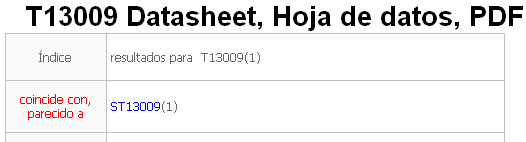 T13009 Datasheet, Hoja de datos, PDF
Índice
resultados para T13009(1)
coincide con,
parecido a
ST13009(1)